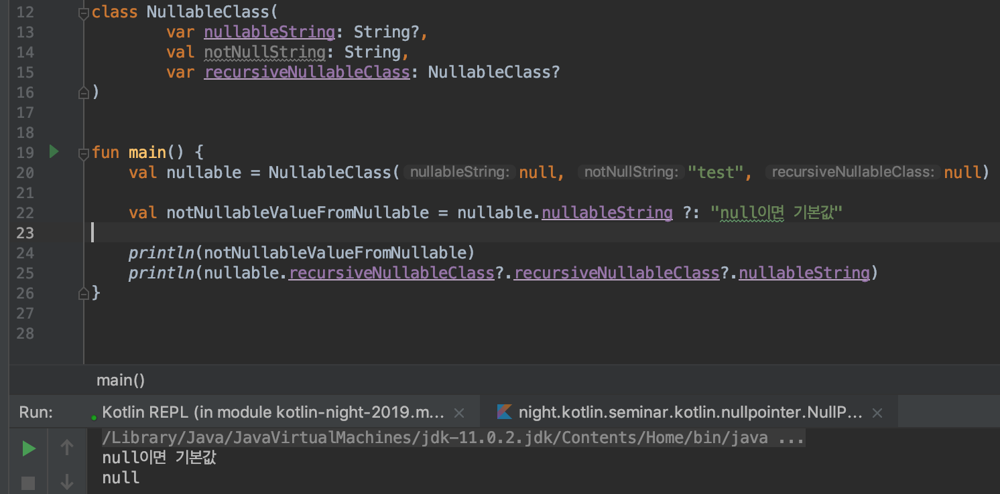 12 class NullableClass(
13 var nullableString: String?,
14 val notNullString: String,
15 var recursiveNullableClass: NullableClass?
16 )
17
18
19 fun main() {
20 val nullable = NullableClass( nullableString: null, notNullString: "test", recursiveNullableClass: null)
21
22 val notNullableValueFromNullable = nullable.nullableString ?: "null이면 기본값"
23
24 println(notNullableValueFromNullable)
25 println(nullable.recursiveNullableClass?.recursiveNullableClass?.nullableString)
26 }
27
28
main()
Run: Kotlin REPL (in module kotlin-night-2019.m... × night.kotlin.seminar.kotlin.nullpointer.NullP... ×
/Library/Java/JavaVirtualMachines/jdk-11.0.2.jdk/Contents/Home/bin/java ...
null이면 기본값
null